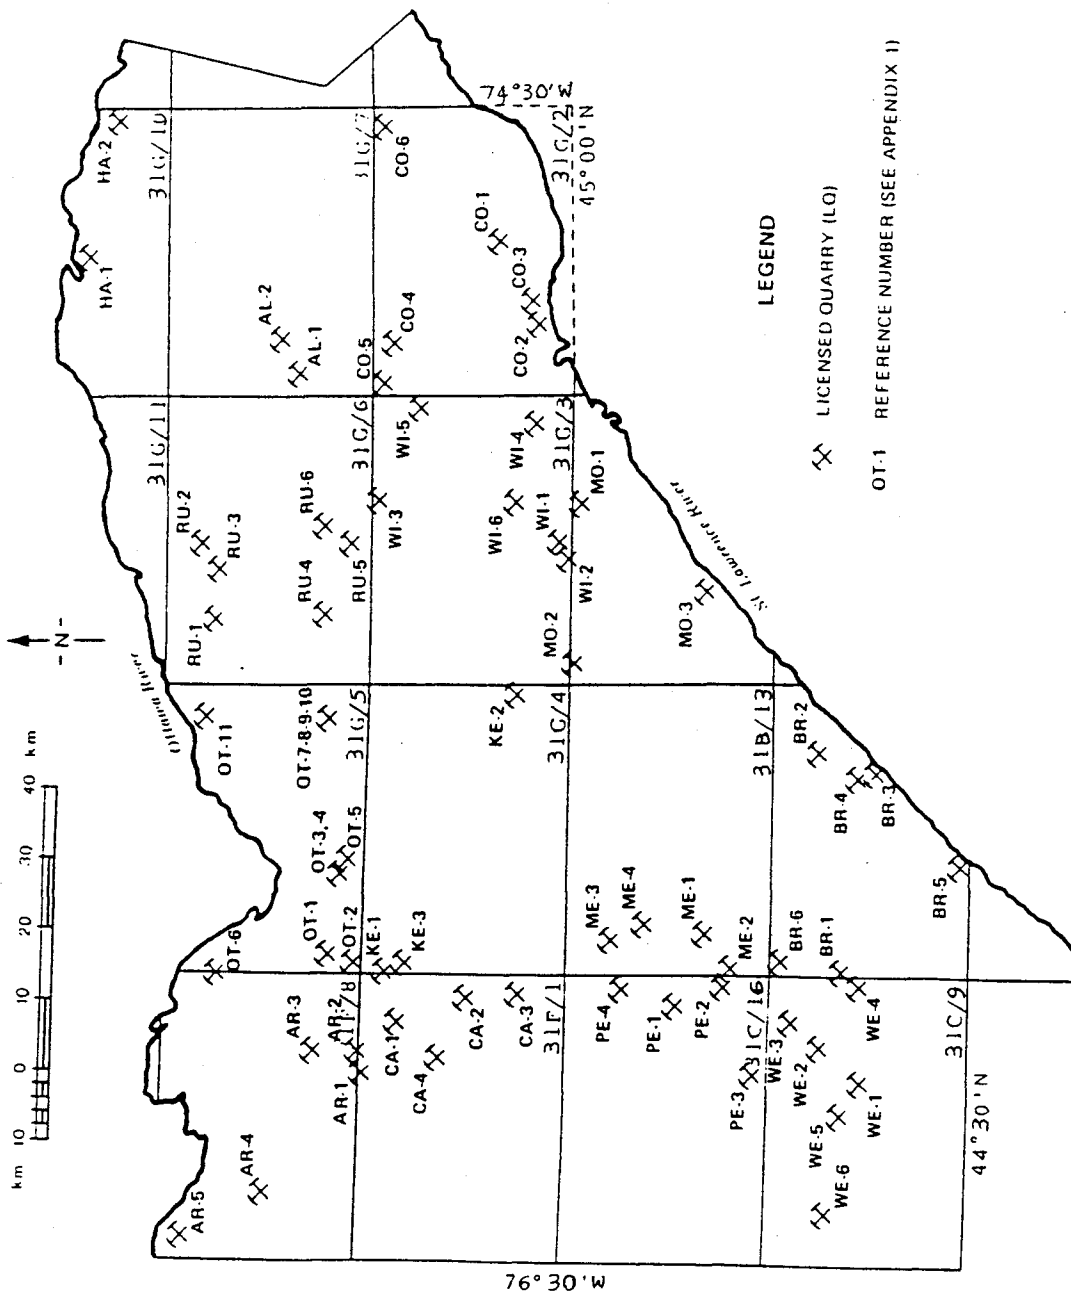 km 10 0 10 20 30 40 km
-N-
Ottawa River
St. Lawrence River
HA-1
HA-2
31G/10
31G/11
31G/7
31G/6
31G/5
31G/2
31G/3
31G/4
31B/13
31C/16
31C/9
74°30'W
45°00'N
76°30'W
44°30'N
AL-2
AL-1
CO-6
CO-1
CO-3
CO-2
CO-4
CO-5
RU-2
RU-3
RU-1
RU-6
RU-4
RU-5
WI-5
WI-3
WI-4
WI-6
WI-1
WI-2
MO-1
MO-2
MO-3
OT-11
OT-7-8-9-10
OT-3,-4
OT-5
OT-1
OT-2
OT-6
KE-2
KE-1
KE-3
AR-3
AR-2
AR-1
AR-4
AR-5
CA-1
CA-2
CA-3
CA-4
ME-3
ME-4
ME-1
ME-2
PE-4
PE-1
PE-2
PE-3
BR-2
BR-4
BR-3
BR-5
BR-6
BR-1
WE-3
WE-2
WE-4
WE-1
WE-5
WE-6
LEGEND
LICENSED QUARRY (LQ)
OT-1 REFERENCE NUMBER (SEE APPENDIX 1)